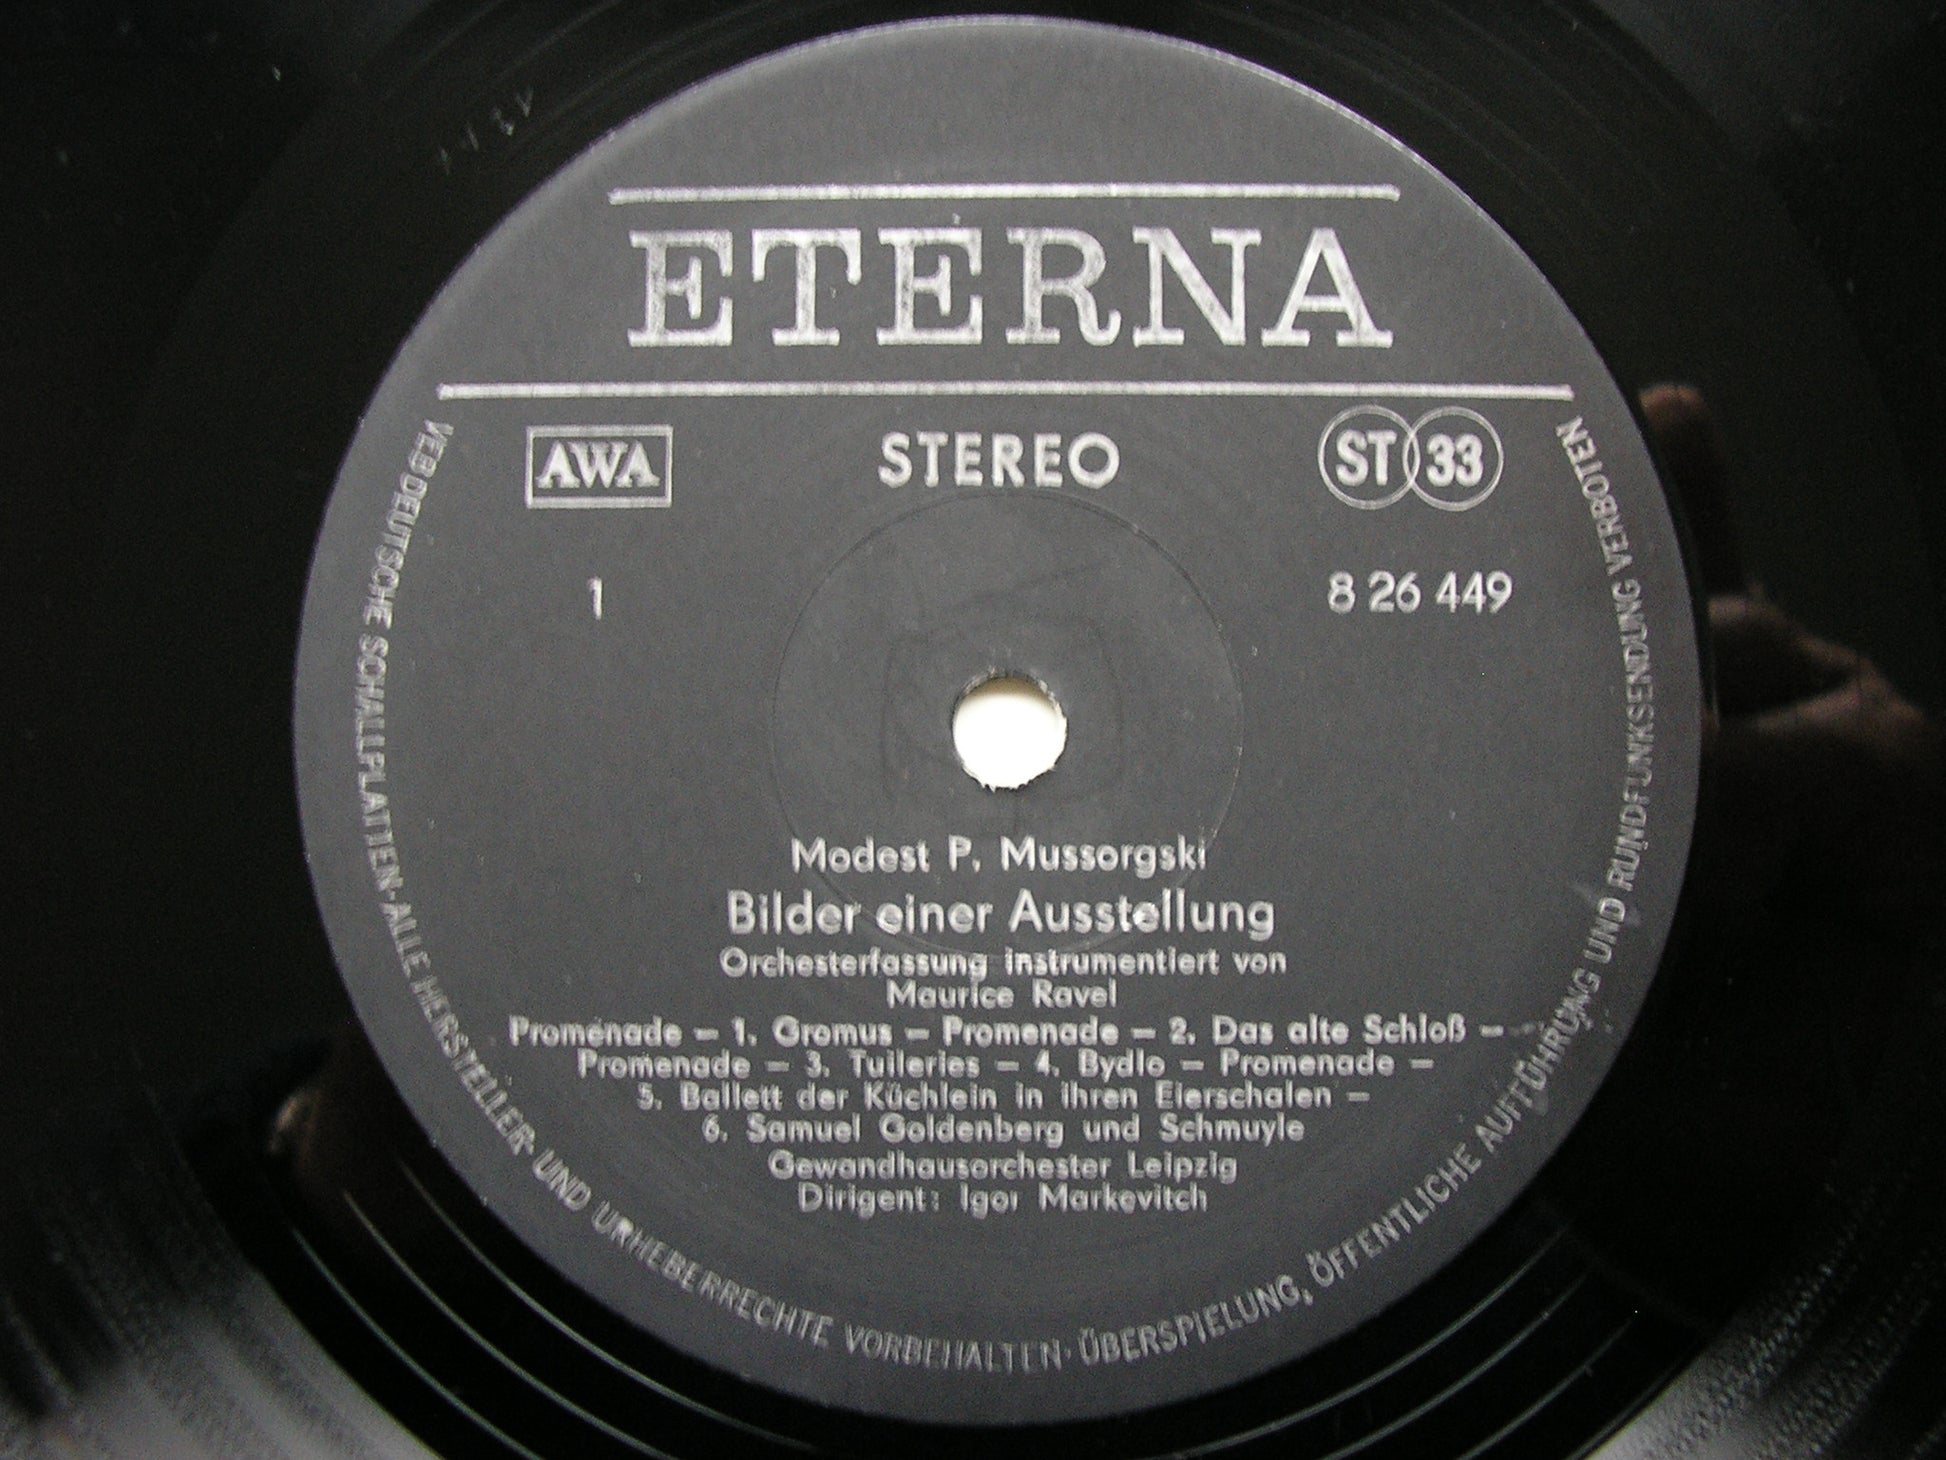 ETERNA
AWA
STEREO
ST 33
1
8 26 449
Modest P. Mussorgski
Bilder einer Ausstellung
Orchesterfassung instrumentiert von
Maurice Ravel
Promenade – 1. Gromus – Promenade – 2. Das alte Schloß –
Promenade – 3. Tuileries – 4. Bydlo – Promenade –
5. Ballett der Küchlein in ihren Eierschalen –
6. Samuel Goldenberg und Schmuyle
Gewandhausorchester Leipzig
Dirigent: Igor Markevitch
VEB DEUTSCHE SCHALLPLATTEN·ALLE HERSTELLER- UND URHEBERRECHTE VORBEHALTEN·ÜBERSPIELUNG, ÖFFENTLICHE AUFFÜHRUNG UND RUNDFUNKSENDUNG VERBOTEN